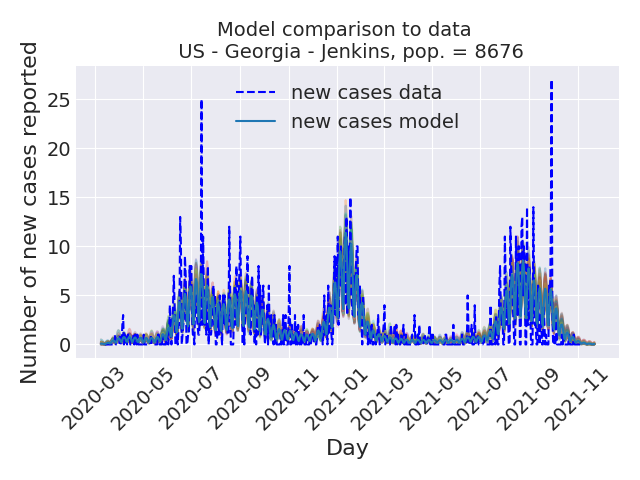 Model comparison to data
US - Georgia - Jenkins, pop. = 8676
Number of new cases reported
25
20
15
10
5
0
new cases data
new cases model
2020-03
2020-05
2020-07
2020-09
2020-11
2021-01
2021-03
2021-05
2021-07
2021-09
2021-11
Day